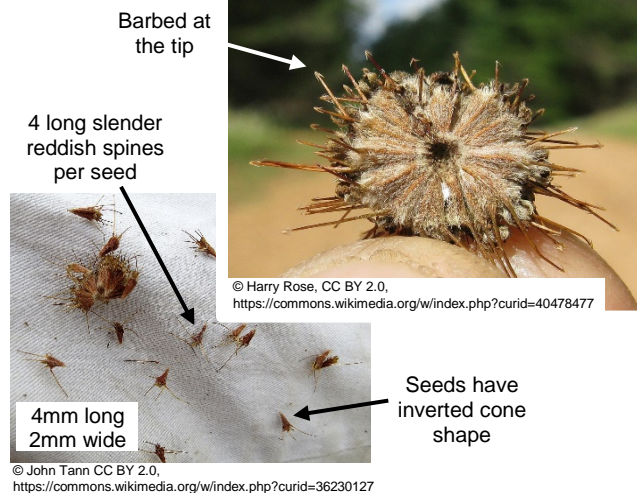 Barbed at
the tip
4 long slender
reddish spines
per seed
© Harry Rose, CC BY 2.0,
https://commons.wikimedia.org/w/index.php?curid=40478477
Seeds have
inverted cone
shape
4mm long
2mm wide
© John Tann CC BY 2.0,
https://commons.wikimedia.org/w/index.php?curid=36230127